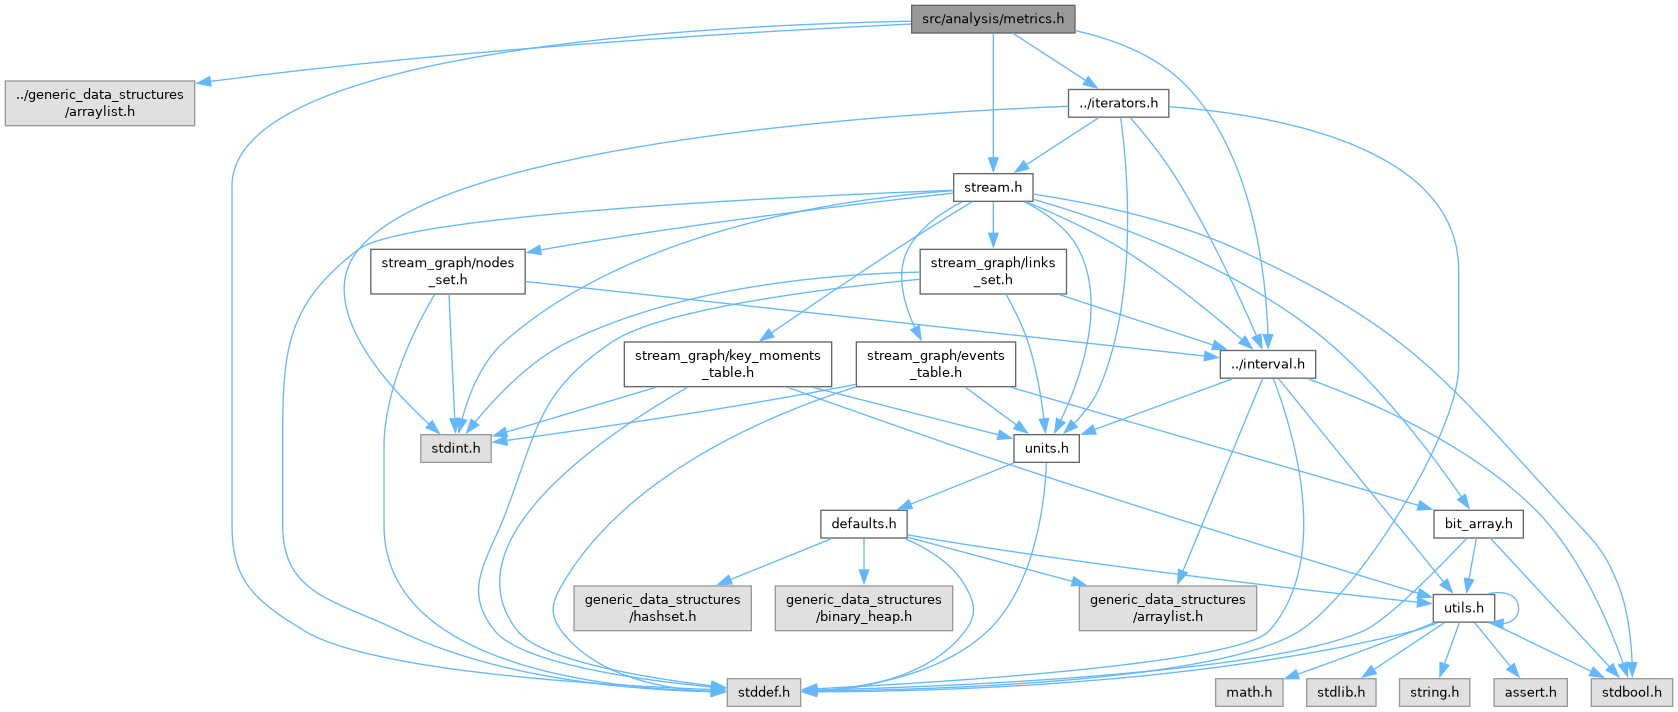 src/analysis/metrics.h
../generic_data_structures
/arraylist.h
../iterators.h
stream.h
stream_graph/nodes
_set.h
stream_graph/links
_set.h
stream_graph/key_moments
_table.h
stream_graph/events
_table.h
../interval.h
stdint.h
units.h
defaults.h
bit_array.h
generic_data_structures
/hashset.h
generic_data_structures
/binary_heap.h
generic_data_structures
/arraylist.h
utils.h
stddef.h
math.h
stdlib.h
string.h
assert.h
stdbool.h